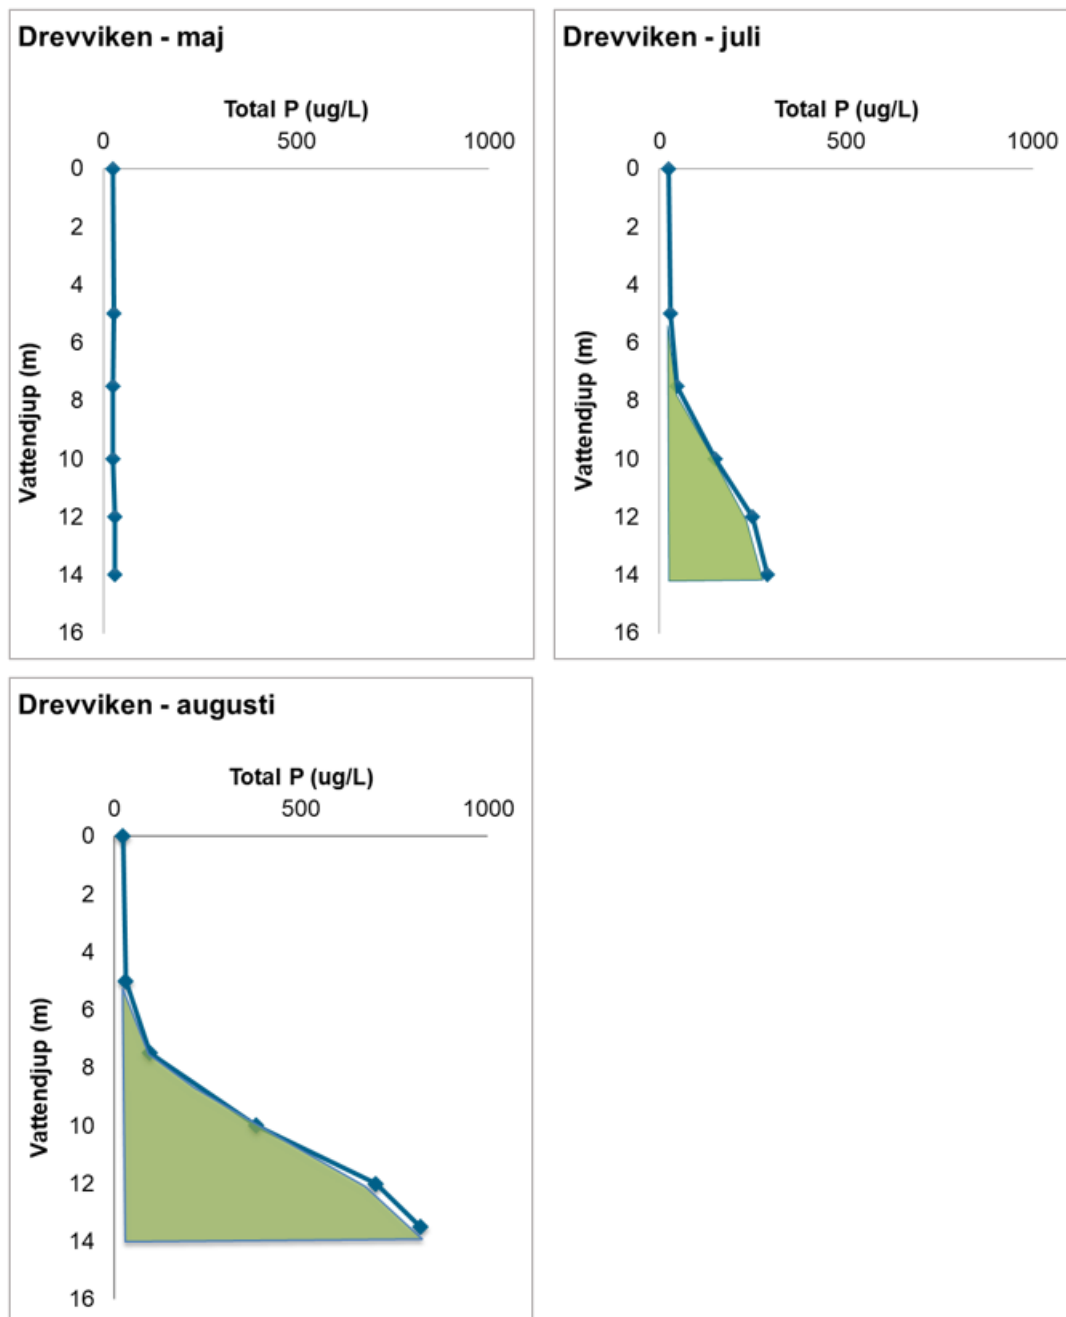 Drevviken - maj
Total P (ug/L)
0 500 1000
0
2
4
6
8
10
12
14
16
Vattendjup (m)
Drevviken - juli
Total P (ug/L)
0 500 1000
0
2
4
6
8
10
12
14
16
Vattendjup (m)
Drevviken - augusti
Total P (ug/L)
0 500 1000
0
2
4
6
8
10
12
14
16
Vattendjup (m)